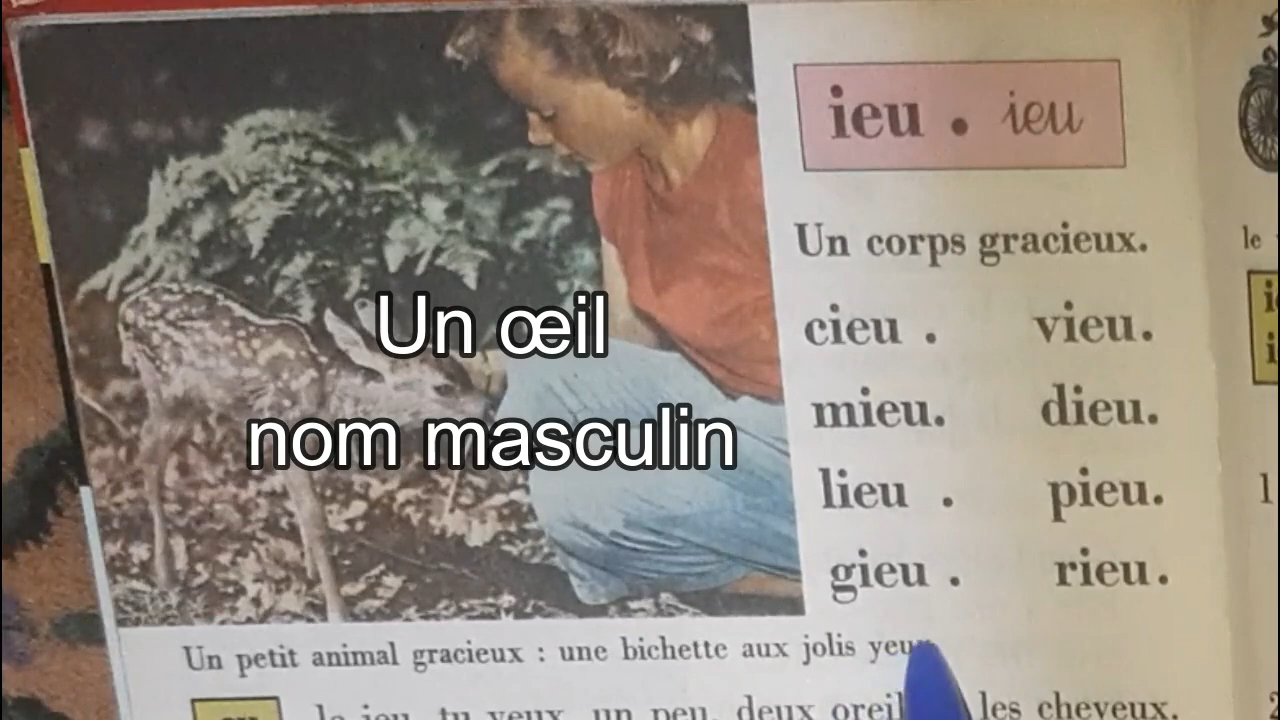 ieu . ieu
Un corps gracieux.
cieu . vieu.
mieu. dieu.
lieu . pieu.
gieu . rieu.
Un œil
nom masculin
Un petit animal gracieux : une bichette aux jolis
le jeu, tu veux, un peu, deux les cheveux.
le